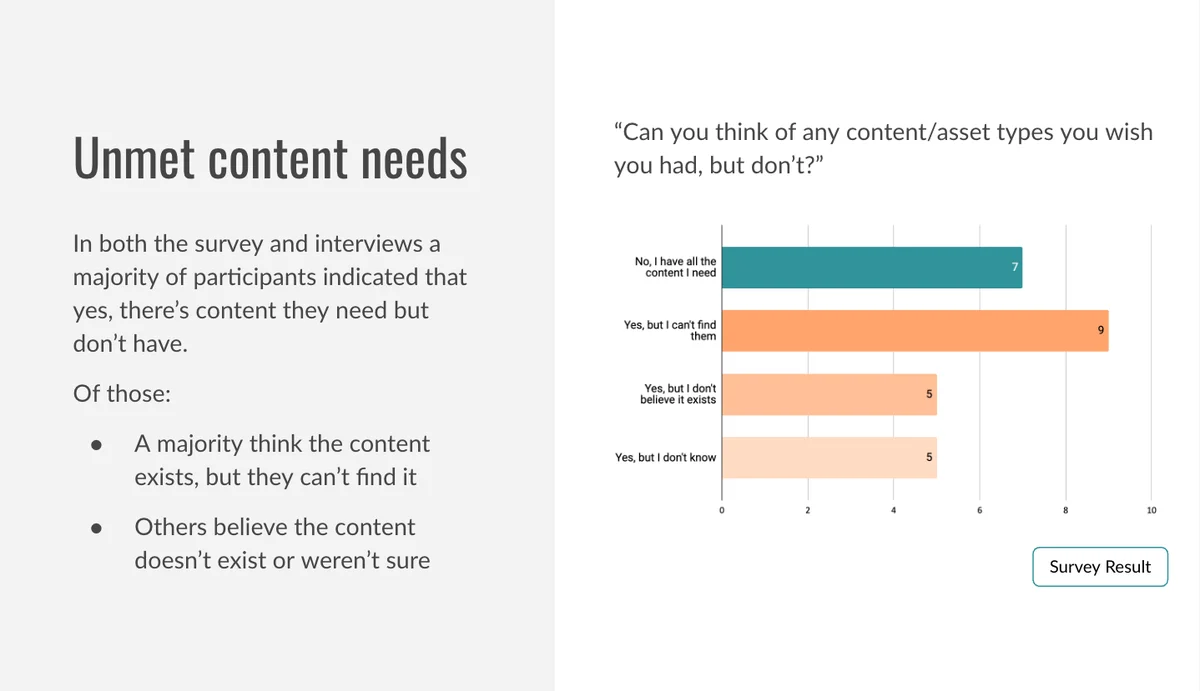 Unmet content needs
In both the survey and interviews a
majority of participants indicated that
yes, there’s content they need but
don’t have.
Of those:
● A majority think the content
exists, but they can’t find it
● Others believe the content
doesn’t exist or weren’t sure
“Can you think of any content/asset types you wish
you had, but don’t?”
No, I have all the
content I need
7
Yes, but I can't find
them
9
Yes, but I don't
believe it exists
5
Yes, but I don't know
5
0 2 4 6 8 10
Survey Result